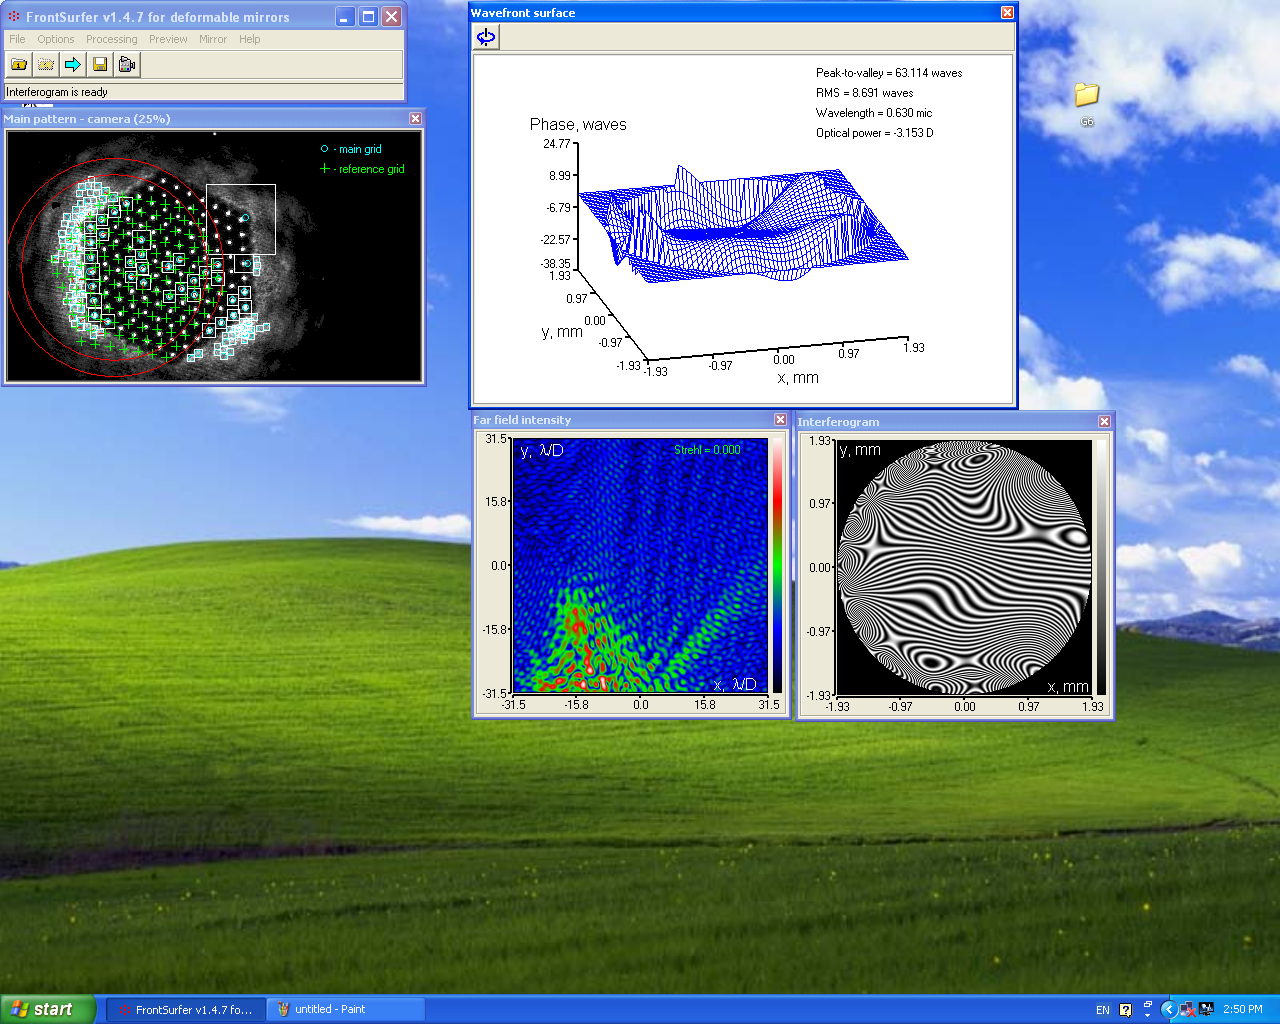 FrontSurfer v1.4.7 for deformable mirrors
File Options Processing Preview Mirror Help
Interferogram is ready
Main pattern - camera (25%)
- main grid
- reference grid
Wavefront surface
Peak-to-valley = 63.114 waves
RMS = 8.691 waves
Wavelength = 0.630 mic
Optical power = -3.153 D
Phase, waves
24.77
8.99
-6.79
-22.57
-38.35
1.93
0.97
0.00
-0.97
-1.93
y, mm
-1.93
-0.97
0.00
0.97
1.93
x, mm
Far field intensity
31.5
15.8
0.0
-15.8
-31.5
y, λ/D
Strehl = 0.000
x, λ/D
-31.5 -15.8 0.0 15.8 31.5
Interferogram
1.93
0.97
0.00
-0.97
-1.93
y, mm
x, mm
-1.93 -0.97 0.00 0.97 1.93
G6
start
FrontSurfer v1.4.7 fo...
untitled - Paint
EN
2:50 PM